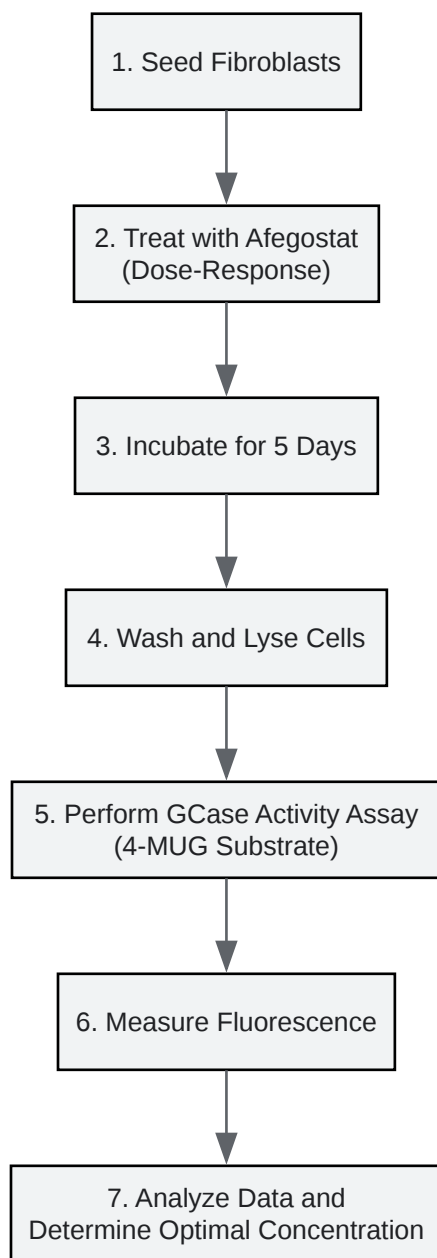 1. Seed Fibroblasts
2. Treat with Afegostat
(Dose-Response)
3. Incubate for 5 Days
4. Wash and Lyse Cells
5. Perform GCase Activity Assay
(4-MUG Substrate)
6. Measure Fluorescence
7. Analyze Data and
Determine Optimal Concentration